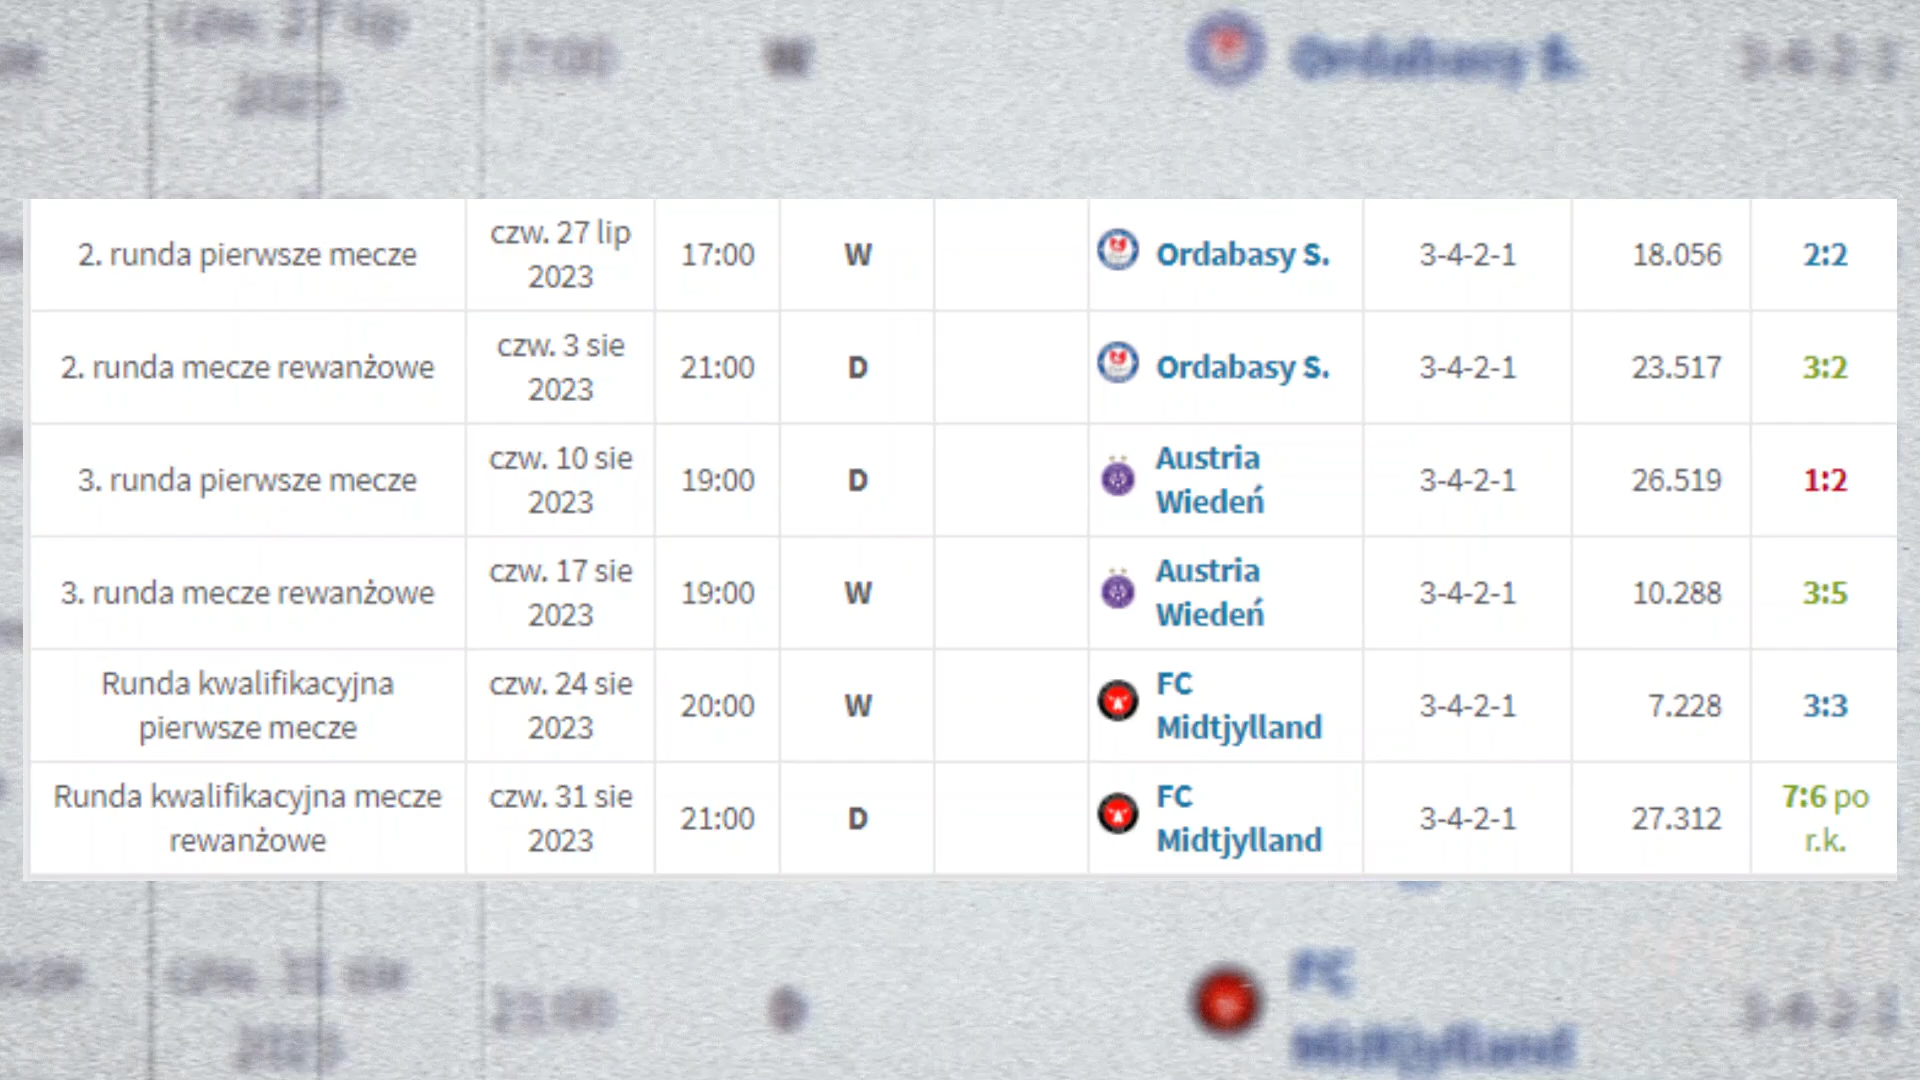 Ordabasy S.
2. runda pierwsze mecze czw. 27 lip 2023 17:00 W Ordabasy S. 3-4-2-1 18.056 2:2
2. runda mecze rewanżowe czw. 3 sie 2023 21:00 D Ordabasy S. 3-4-2-1 23.517 3:2
3. runda pierwsze mecze czw. 10 sie 2023 19:00 D Austria Wiedeń 3-4-2-1 26.519 1:2
3. runda mecze rewanżowe czw. 17 sie 2023 19:00 W Austria Wiedeń 3-4-2-1 10.288 3:5
Runda kwalifikacyjna pierwsze mecze czw. 24 sie 2023 20:00 W FC Midtjylland 3-4-2-1 7.228 3:3
Runda kwalifikacyjna mecze rewanżowe czw. 31 sie 2023 21:00 D FC Midtjylland 3-4-2-1 27.312 7:6 po r.k.
FC
Midtjylland